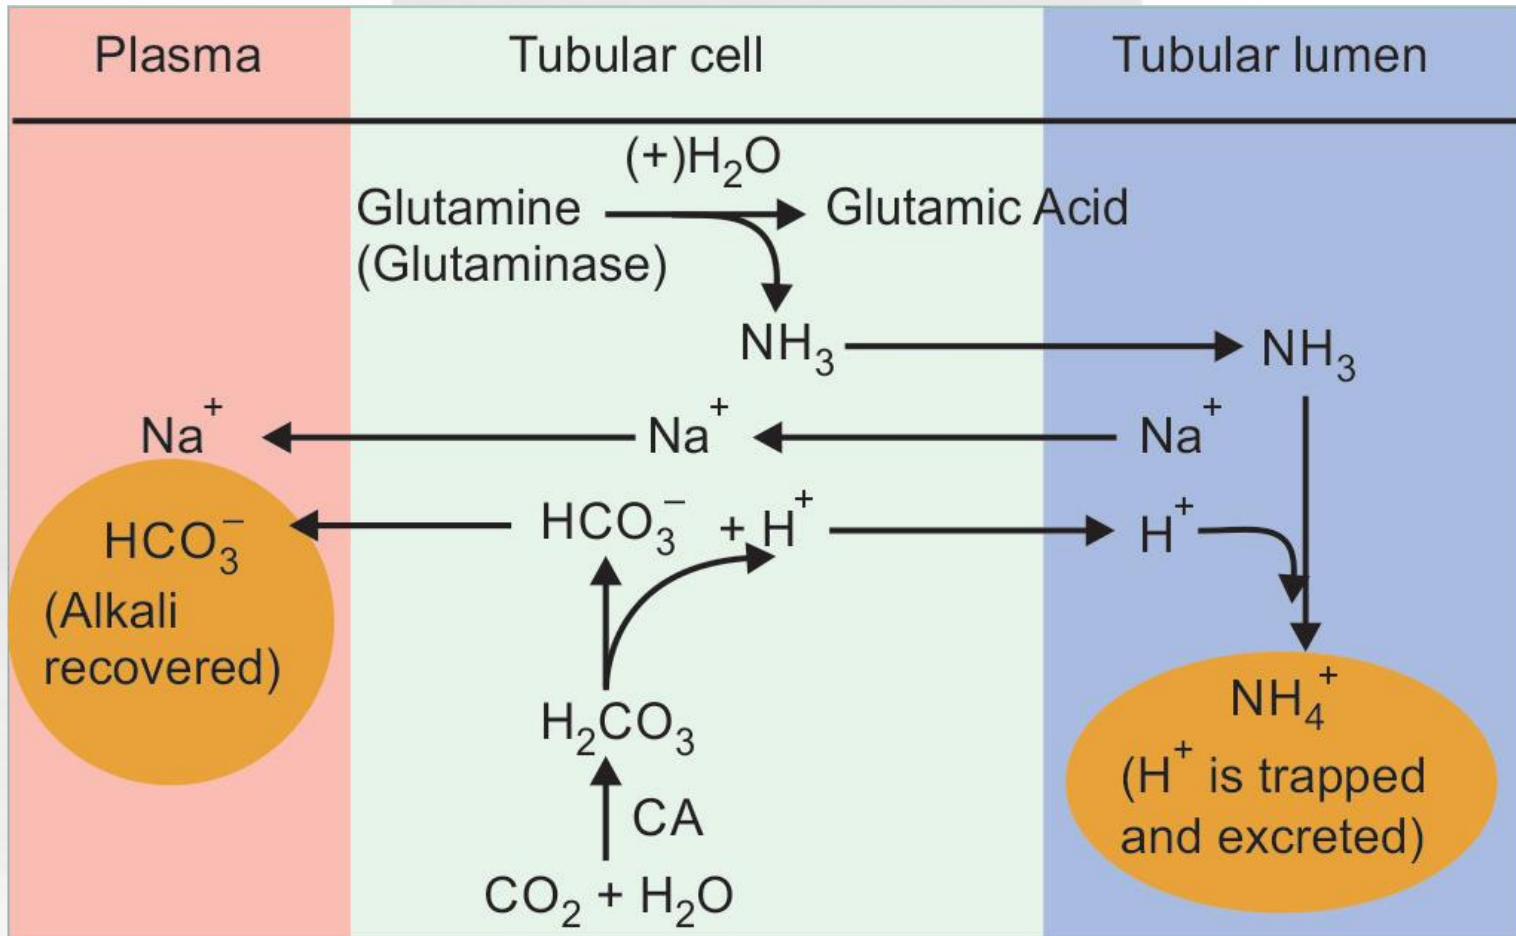 Plasma
Tubular cell
Tubular lumen
(+)H₂O
Glutamine
Glutamic Acid
(Glutaminase)
NH₃
NH₃
Na⁺
Na⁺
Na⁺
HCO₃⁻
HCO₃⁻ + H⁺
H⁺
(Alkali
recovered)
H₂CO₃
NH₄⁺
(H⁺ is trapped
and excreted)
CA
CO₂ + H₂O